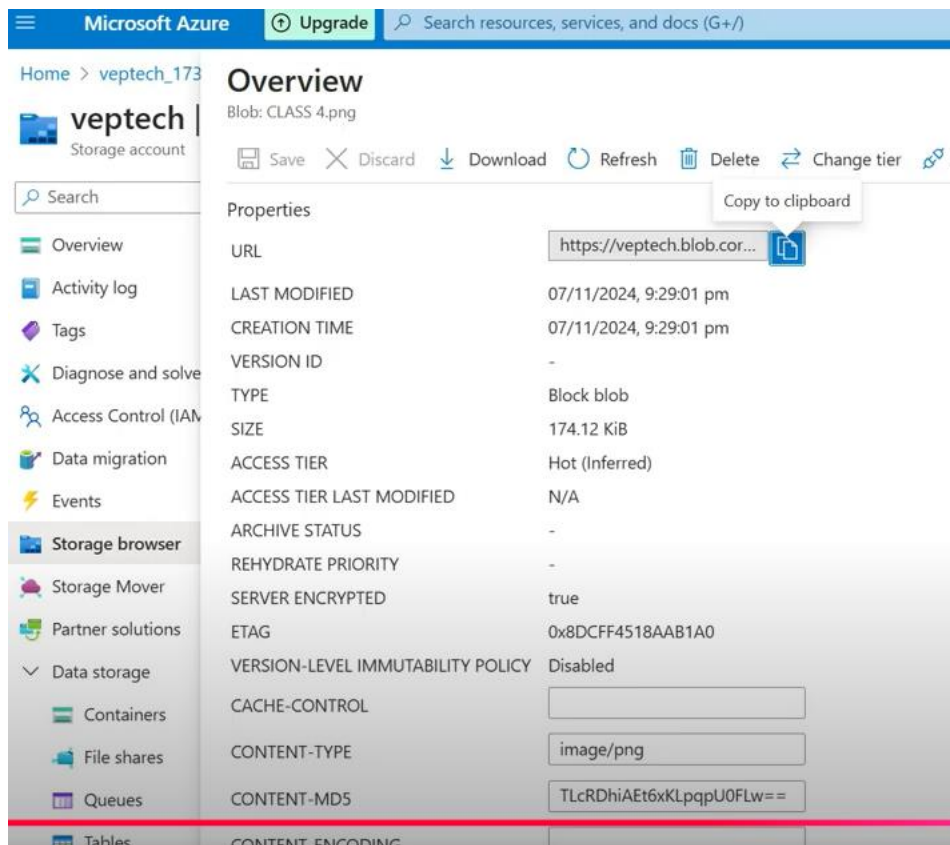 Microsoft Azure
Upgrade
Search resources, services, and docs (G+/)
Home > veptech_173
veptech |
Storage account
Search
Overview
Activity log
Tags
Diagnose and solve
Access Control (IAM
Data migration
Events
Storage browser
Storage Mover
Partner solutions
Data storage
Containers
File shares
Queues
Tables
Overview
Blob: CLASS 4.png
Save Discard Download Refresh Delete Change tier
Copy to clipboard
Properties
URL https://veptech.blob.cor...
LAST MODIFIED 07/11/2024, 9:29:01 pm
CREATION TIME 07/11/2024, 9:29:01 pm
VERSION ID -
TYPE Block blob
SIZE 174.12 KiB
ACCESS TIER Hot (Inferred)
ACCESS TIER LAST MODIFIED N/A
ARCHIVE STATUS -
REHYDRATE PRIORITY -
SERVER ENCRYPTED true
ETAG 0x8DCFF4518AAB1A0
VERSION-LEVEL IMMUTABILITY POLICY Disabled
CACHE-CONTROL
CONTENT-TYPE image/png
CONTENT-MD5 TLcRDhiAEt6xKLpqpU0FLw==
CONTENT-ENCODING